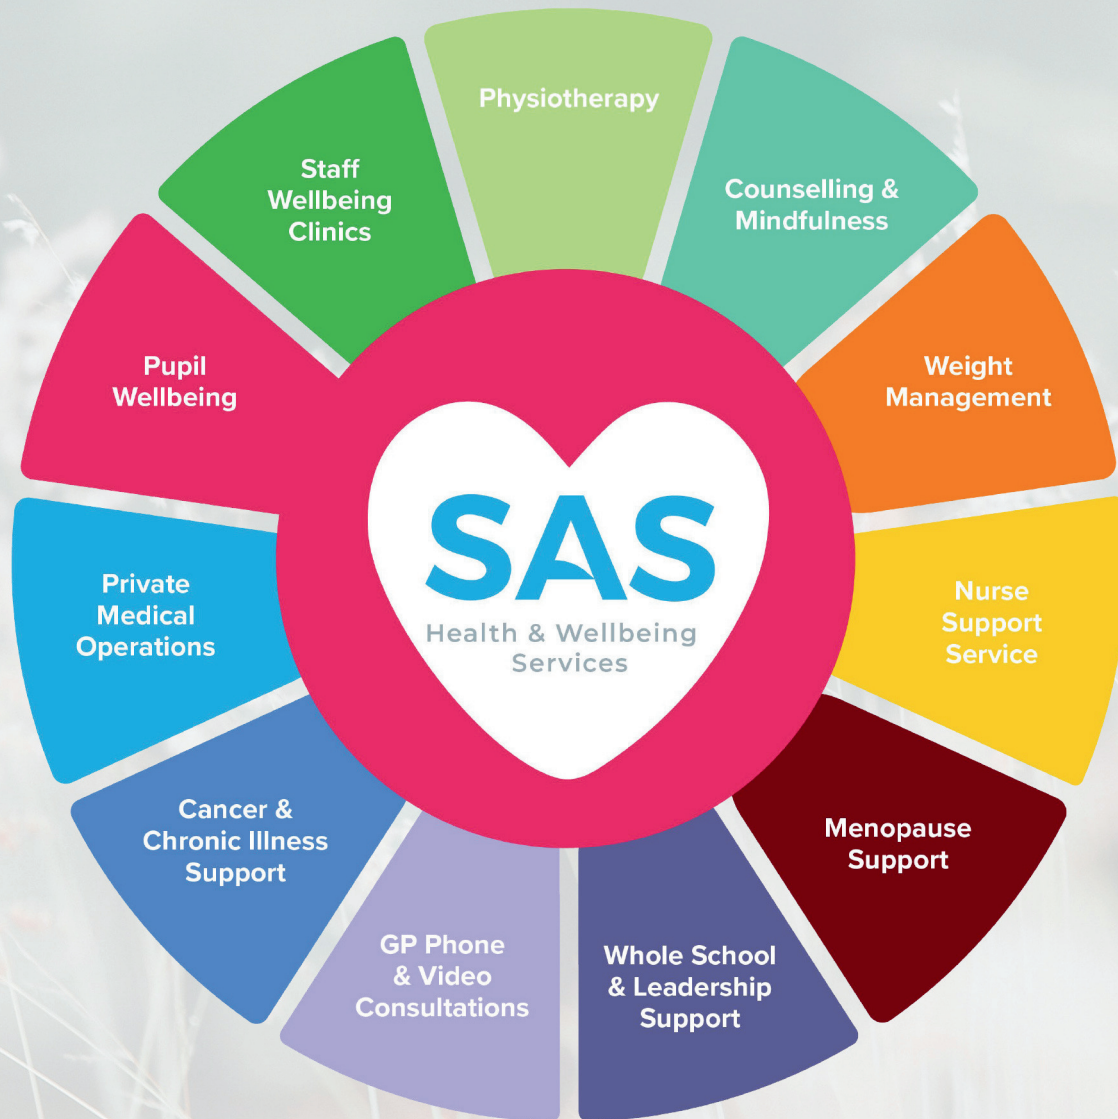 Physiotherapy
Counselling &
Mindfulness
Weight
Management
Nurse
Support
Service
Menopause
Support
Whole School
& Leadership
Support
GP Phone
& Video
Consultations
Cancer &
Chronic Illness
Support
Private
Medical
Operations
Pupil
Wellbeing
Staff
Wellbeing
Clinics
SAS
Health & Wellbeing
Services